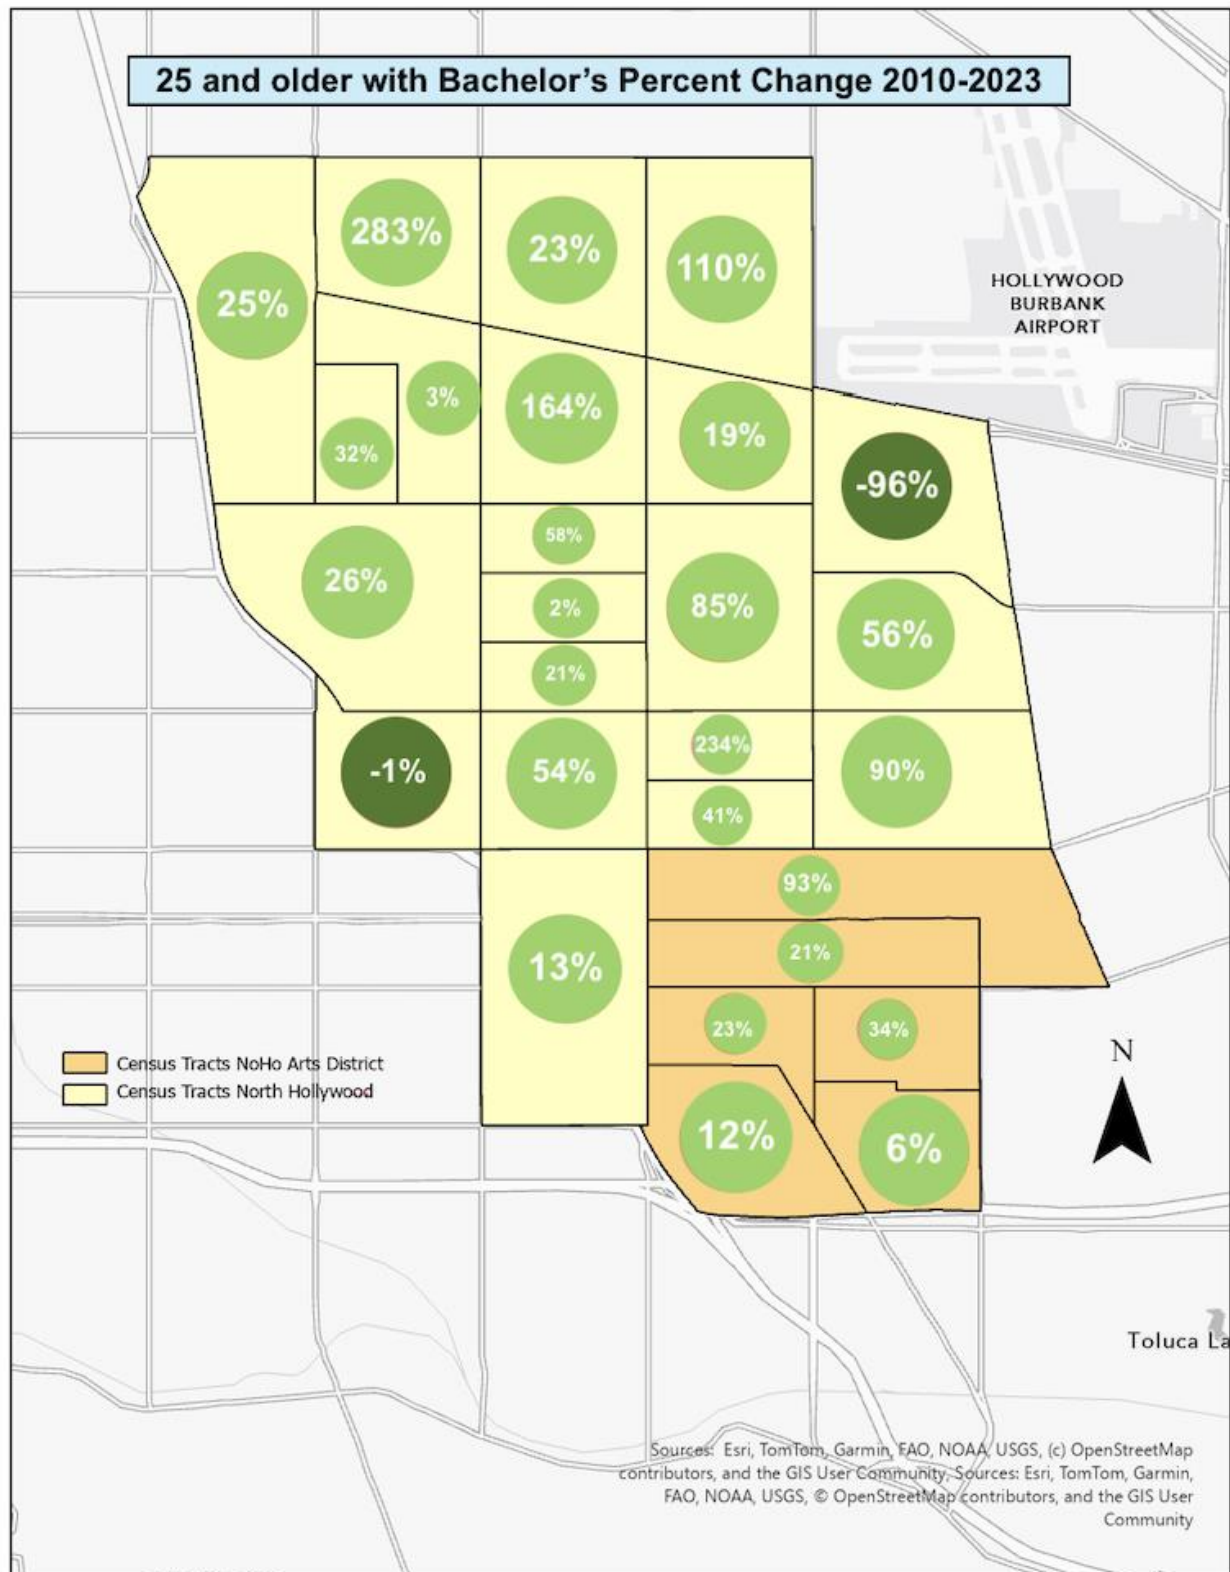 25 and older with Bachelor's Percent Change 2010-2023
283%
23%
110%
25%
HOLLYWOOD
BURBANK
AIRPORT
3%
164%
19%
32%
-96%
58%
26%
2%
85%
56%
21%
234%
-1%
54%
90%
41%
93%
21%
13%
23%
34%
N
Census Tracts NoHo Arts District
Census Tracts North Hollywood
12%
6%
Toluca La
Sources: Esri, TomTom, Garmin, FAO, NOAA, USGS, (c) OpenStreetMap
contributors, and the GIS User Community, Sources: Esri, TomTom, Garmin,
FAO, NOAA, USGS, © OpenStreetMap contributors, and the GIS User
Community